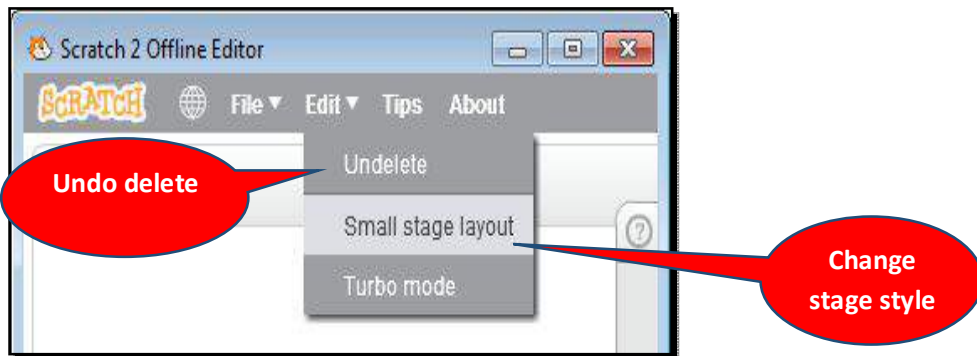 Scratch 2 Offline Editor
SCRATCH File Edit Tips About
Undelete
Undo delete
Small stage layout
?
Turbo mode
Change
stage style